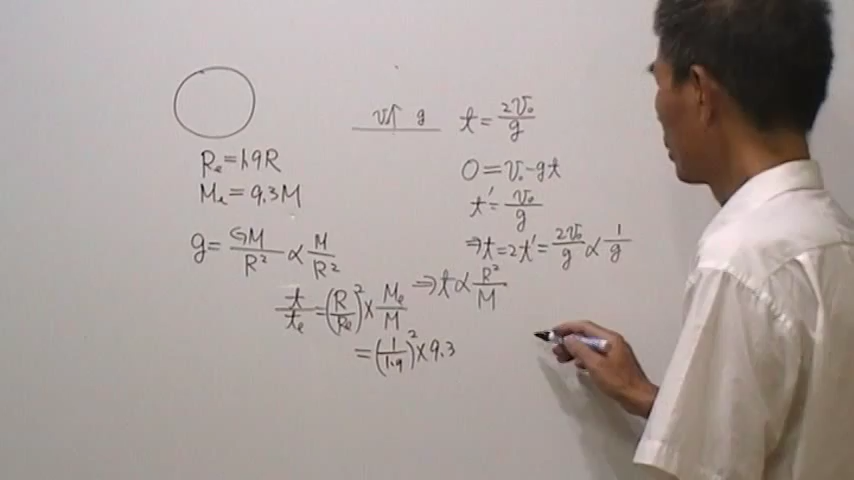 v↑ g t = 2v₀/g
Re = 1.9R
Me = 9.3M
0 = v₀ - gt
t' = v₀/g
g = GM/R² ∝ M/R²
⇒ t = 2t' = 2v₀/g ∝ 1/g
⇒ t ∝ R²/M
t/te = (R/Re)² × Me/M
= (1/1.9)² × 9.3